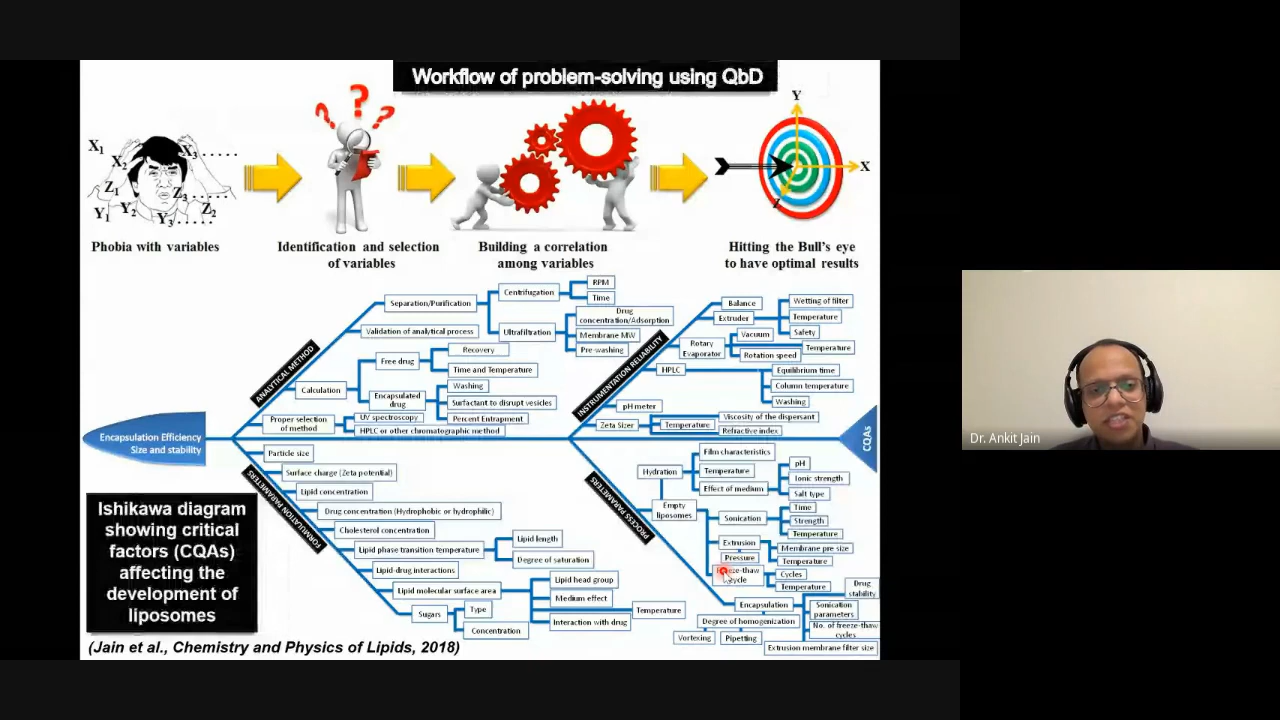 Workflow of problem-solving using QbD
X1
X2
X3.....
Z1
Z3.....
Y1
Y2
Y3.....
Z2
Y
X
Z
Phobia with variables
Identification and selection
of variables
Building a correlation
among variables
Hitting the Bull's eye
to have optimal results
ANALYTICAL METHOD
Separation/Purification
Centrifugation
RPM
Time
Ultrafiltration
Drug
concentration/Adsorption
Membrane MW
Pre-washing
Validation of analytical process
Calculation
Free drug
Recovery
Time and Temperature
Encapsulated
drug
Washing
Surfactant to disrupt vesicles
Percent Entrapment
Proper selection
of method
UV spectroscopy
HPLC or other chromatographic method
INSTRUMENTATION RELIABILITY
Balance
Extruder
Wetting of filter
Temperature
Safety
Rotary
Evaporator
Vacuum
Temperature
Rotation speed
HPLC
Equilibrium time
Column temperature
Washing
pH meter
Zeta Sizer
Temperature
Viscosity of the dispersant
Refractive index
Encapsulation Efficiency
Size and stability
CQAs
FORMULATION PARAMETERS
Particle size
Surface charge (Zeta potential)
Lipid concentration
Drug concentration (Hydrophobic or hydrophilic)
Cholesterol concentration
Lipid phase transition temperature
Lipid length
Degree of saturation
Lipid-drug interactions
Lipid molecular surface area
Lipid head group
Medium effect
Interaction with drug
Temperature
Sugars
Type
Concentration
PROCESS PARAMETERS
Hydration
Film characteristics
Temperature
Effect of medium
pH
Ionic strength
Salt type
Empty
liposomes
Sonication
Time
Strength
Temperature
Extrusion
Pressure
Membrane pre size
Temperature
cycle
Cycles
Temperature
Encapsulation
Drug
stability
Sonication
parameters
No. of freeze-thaw
cycles
Extrusion membrane filter size
Degree of homogenization
Vortexing
Pipetting
Ishikawa diagram
showing critical
factors (CQAs)
affecting the
development of
liposomes
(Jain et al., Chemistry and Physics of Lipids, 2018)
Dr. Ankit Jain